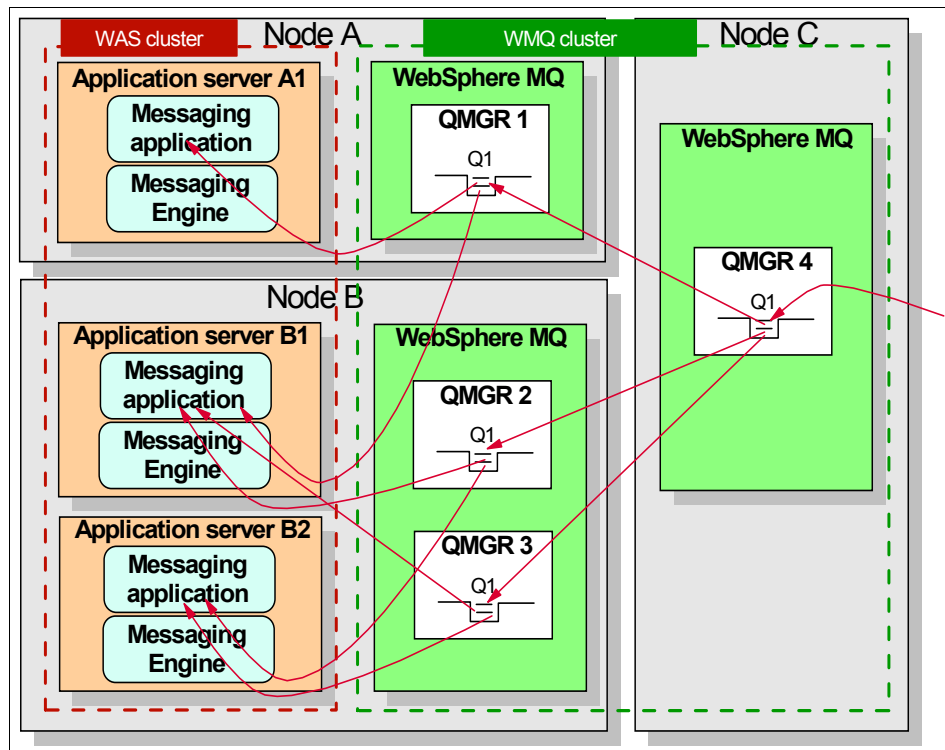 WAS cluster
Node A
WMQ cluster
Node C
Application server A1
Messaging
application
Messaging
Engine
WebSphere MQ
QMGR 1
Q1
WebSphere MQ
QMGR 4
Q1
Node B
Application server B1
Messaging
application
Messaging
Engine
WebSphere MQ
QMGR 2
Q1
Application server B2
Messaging
application
Messaging
Engine
QMGR 3
Q1